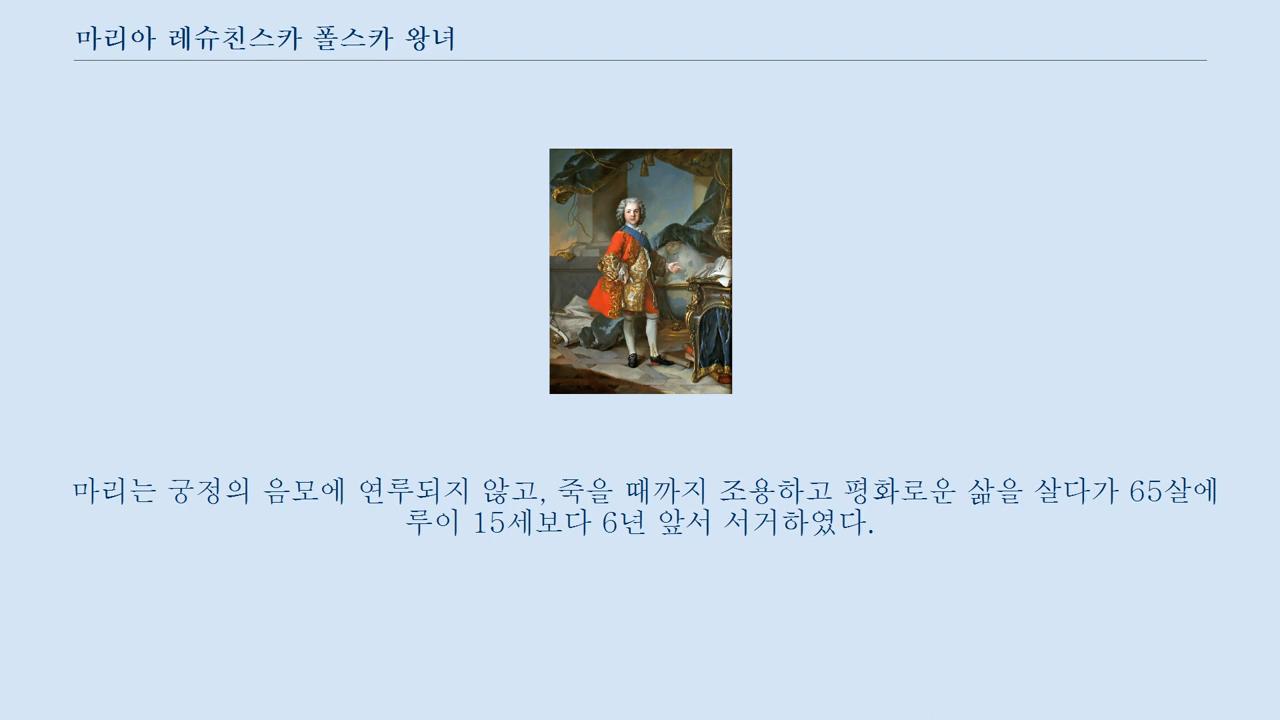 마리아 레슈친스카 폴스카 왕녀
마리는 궁정의 음모에 연루되지 않고, 죽을 때까지 조용하고 평화로운 삶을 살다가 65살에
루이 15세보다 6년 앞서 서거하였다.